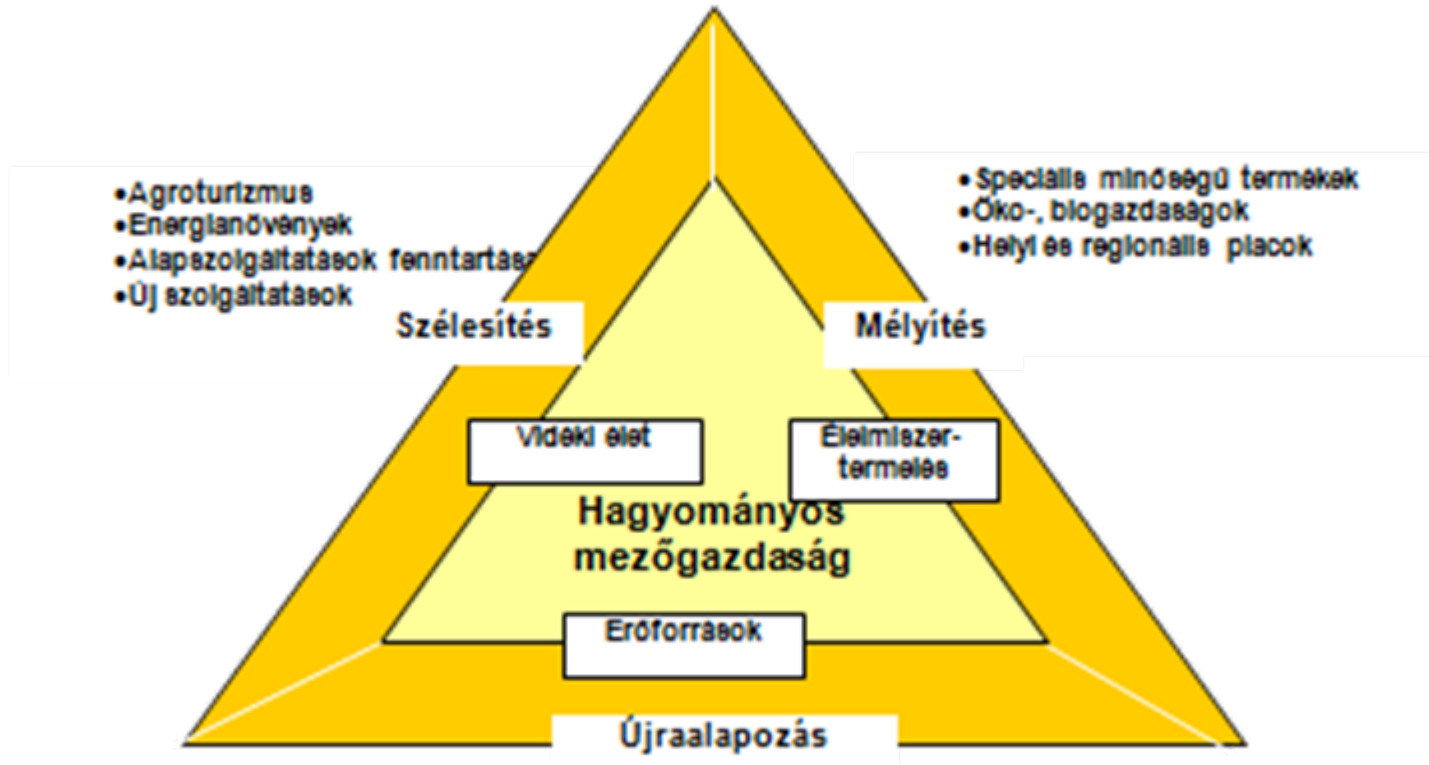 •Agroturizmus
•Energianövények
•Alapszolgáltatások fenntartása
•Új szolgáltatások
•Speciális minőségű termékek
•Öko-, biogazdaságok
•Helyi és regionális piacok
Szélesítés
Mélyítés
Vidéki élet
Élelmiszer-
termelés
Hagyományos
mezőgazdaság
Erőforrások
Újraalapozás